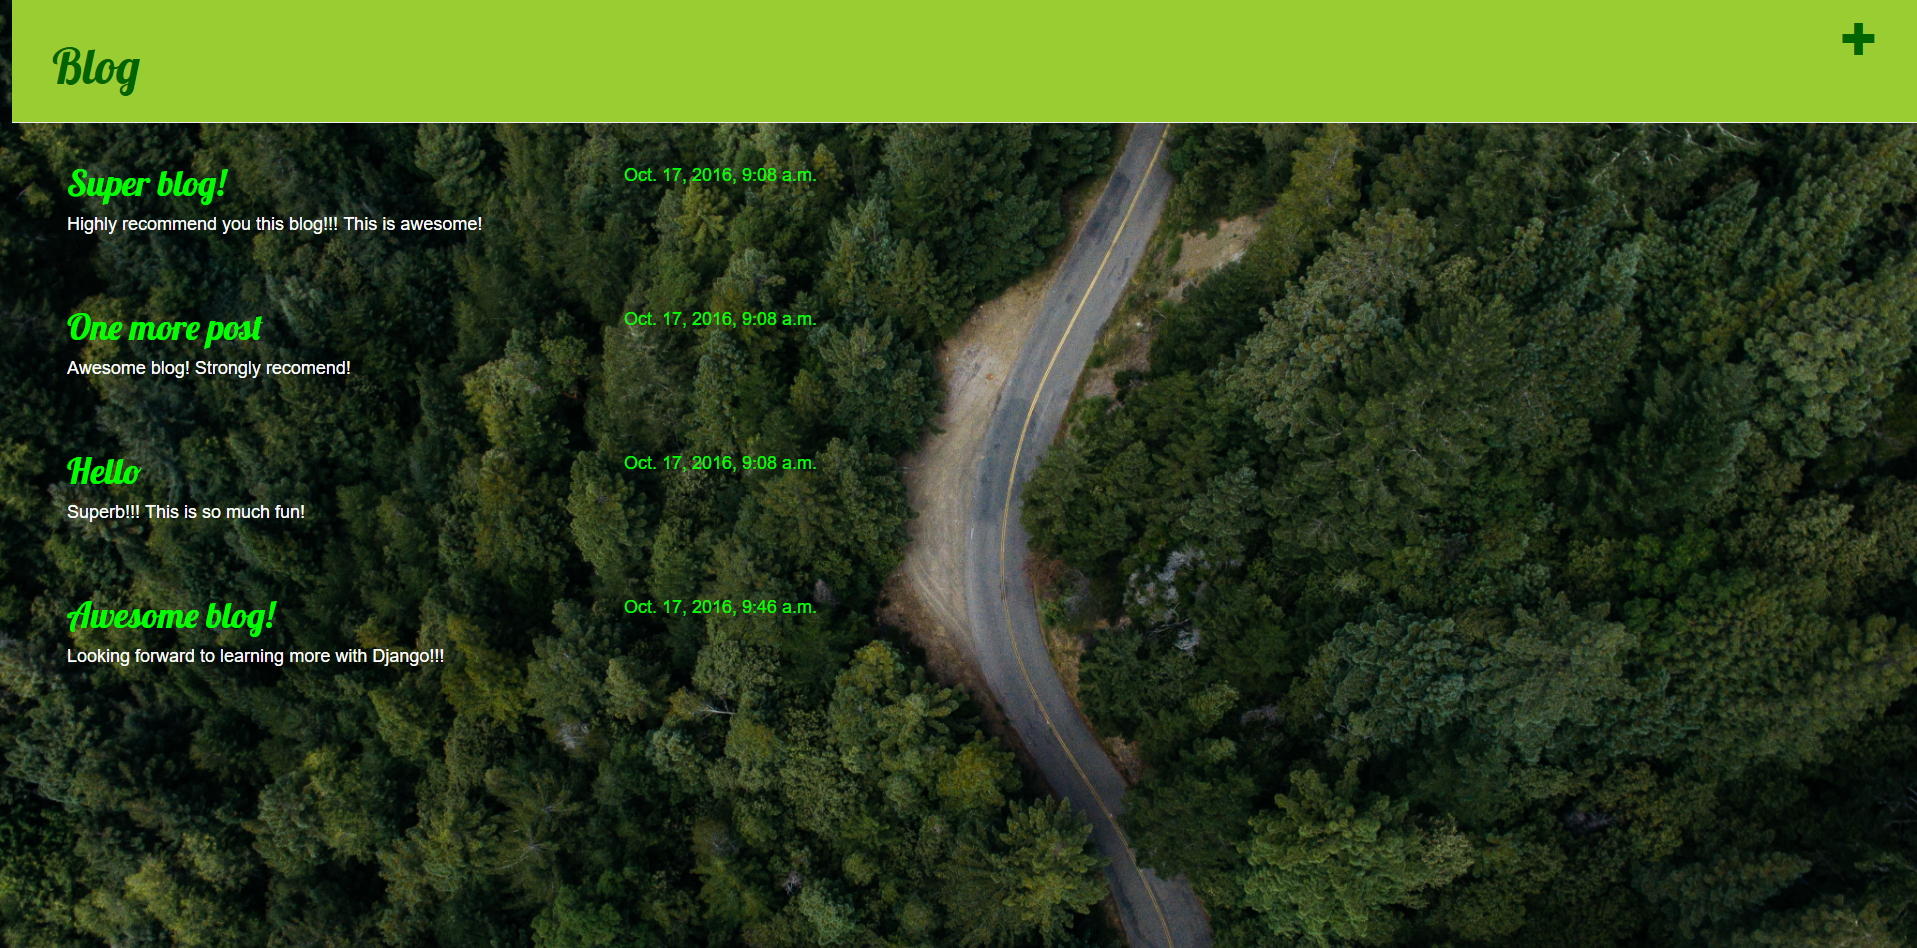 Blog
Super blog!
Oct. 17, 2016, 9:08 a.m.
Highly recommend you this blog!!! This is awesome!
One more post
Oct. 17, 2016, 9:08 a.m.
Awesome blog! Strongly recomend!
Hello
Oct. 17, 2016, 9:08 a.m.
Superb!!! This is so much fun!
Awesome blog!
Oct. 17, 2016, 9:46 a.m.
Looking forward to learning more with Django!!!